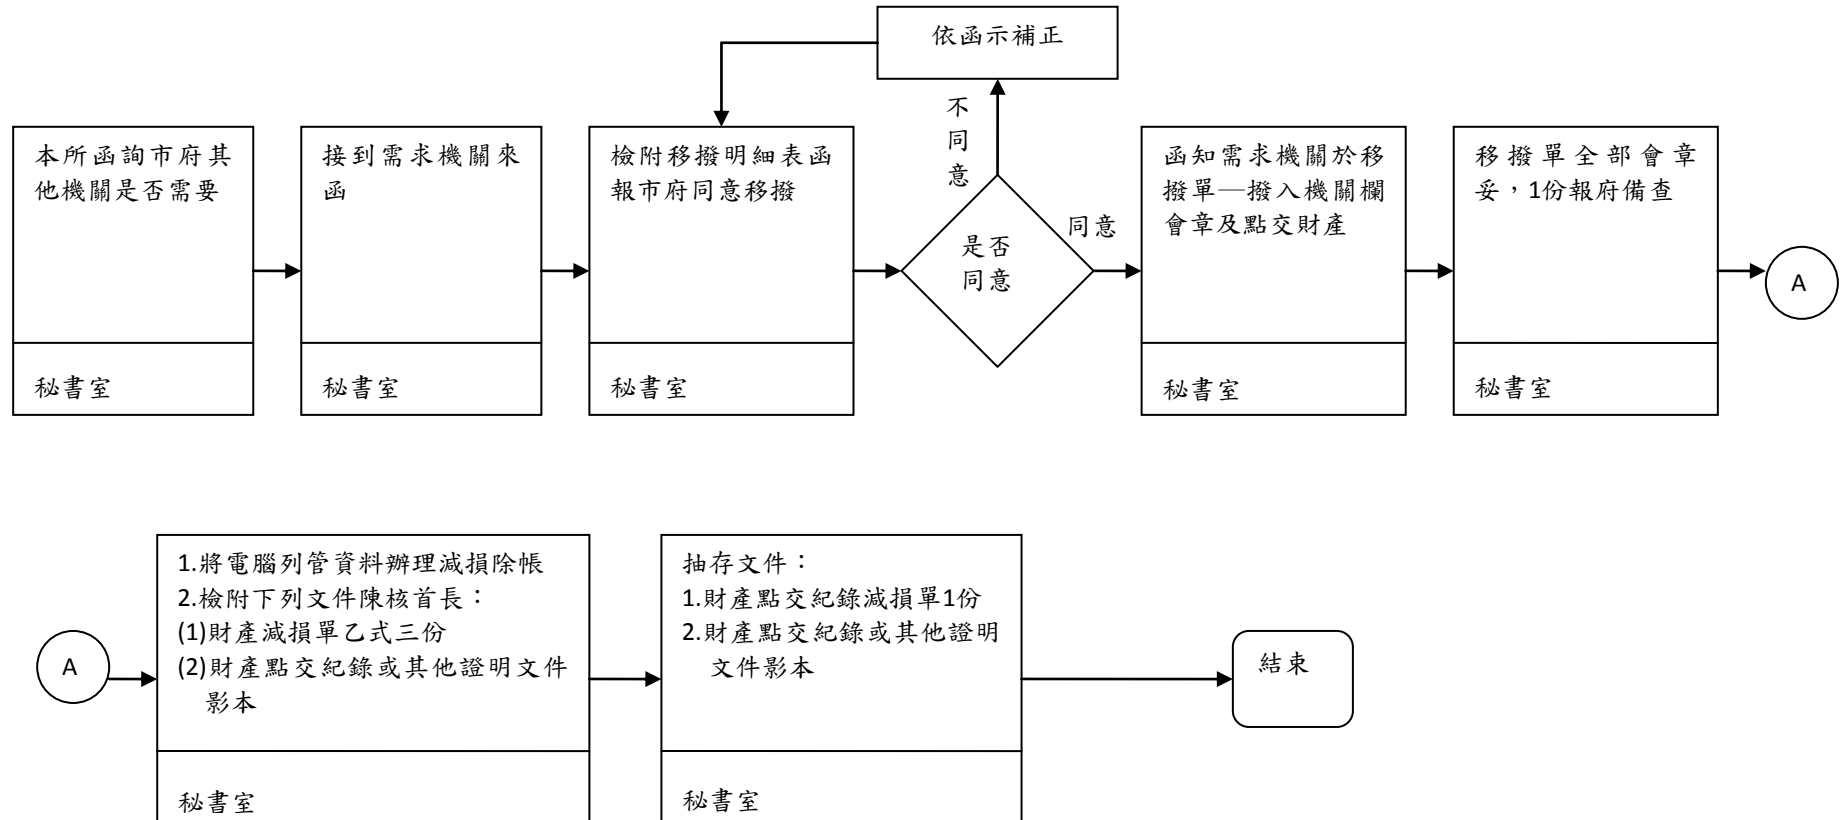 依函示補正
不
同
意
本所函詢市府其
他機關是否需要
秘書室
接到需求機關來
函
秘書室
檢附移撥明細表函
報市府同意移撥
秘書室
是否
同意
同意
函知需求機關於移
撥單—撥入機關欄
會章及點交財產
秘書室
移撥單全部會章
妥，1份報府備查
秘書室
A
A
1.將電腦列管資料辦理減損除帳
2.檢附下列文件陳核首長：
(1)財產減損單乙式三份
(2)財產點交紀錄或其他證明文件
影本
秘書室
抽存文件：
1.財產點交紀錄減損單1份
2.財產點交紀錄或其他證明
文件影本
秘書室
結束